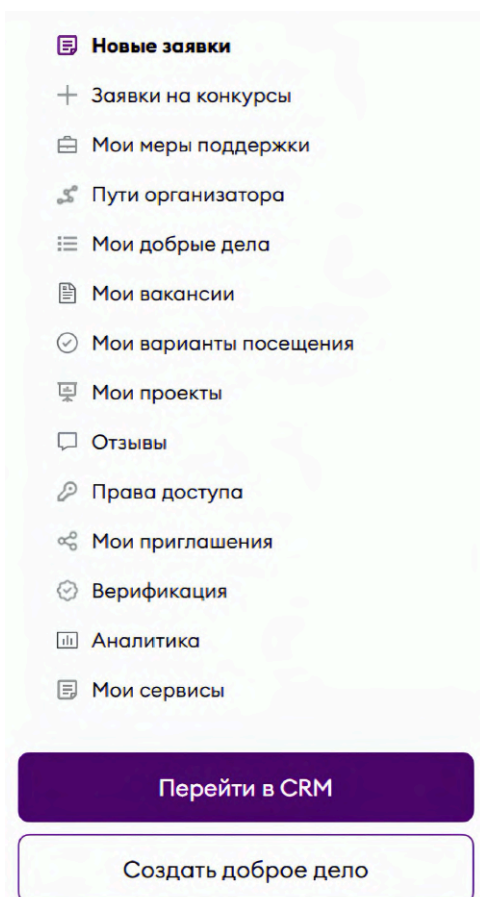 Новые заявки
Заявки на конкурсы
Мои меры поддержки
Пути организатора
Мои добрые дела
Мои вакансии
Мои варианты посещения
Мои проекты
Отзывы
Права доступа
Мои приглашения
Верификация
Аналитика
Мои сервисы
Перейти в CRM
Создать доброе дело